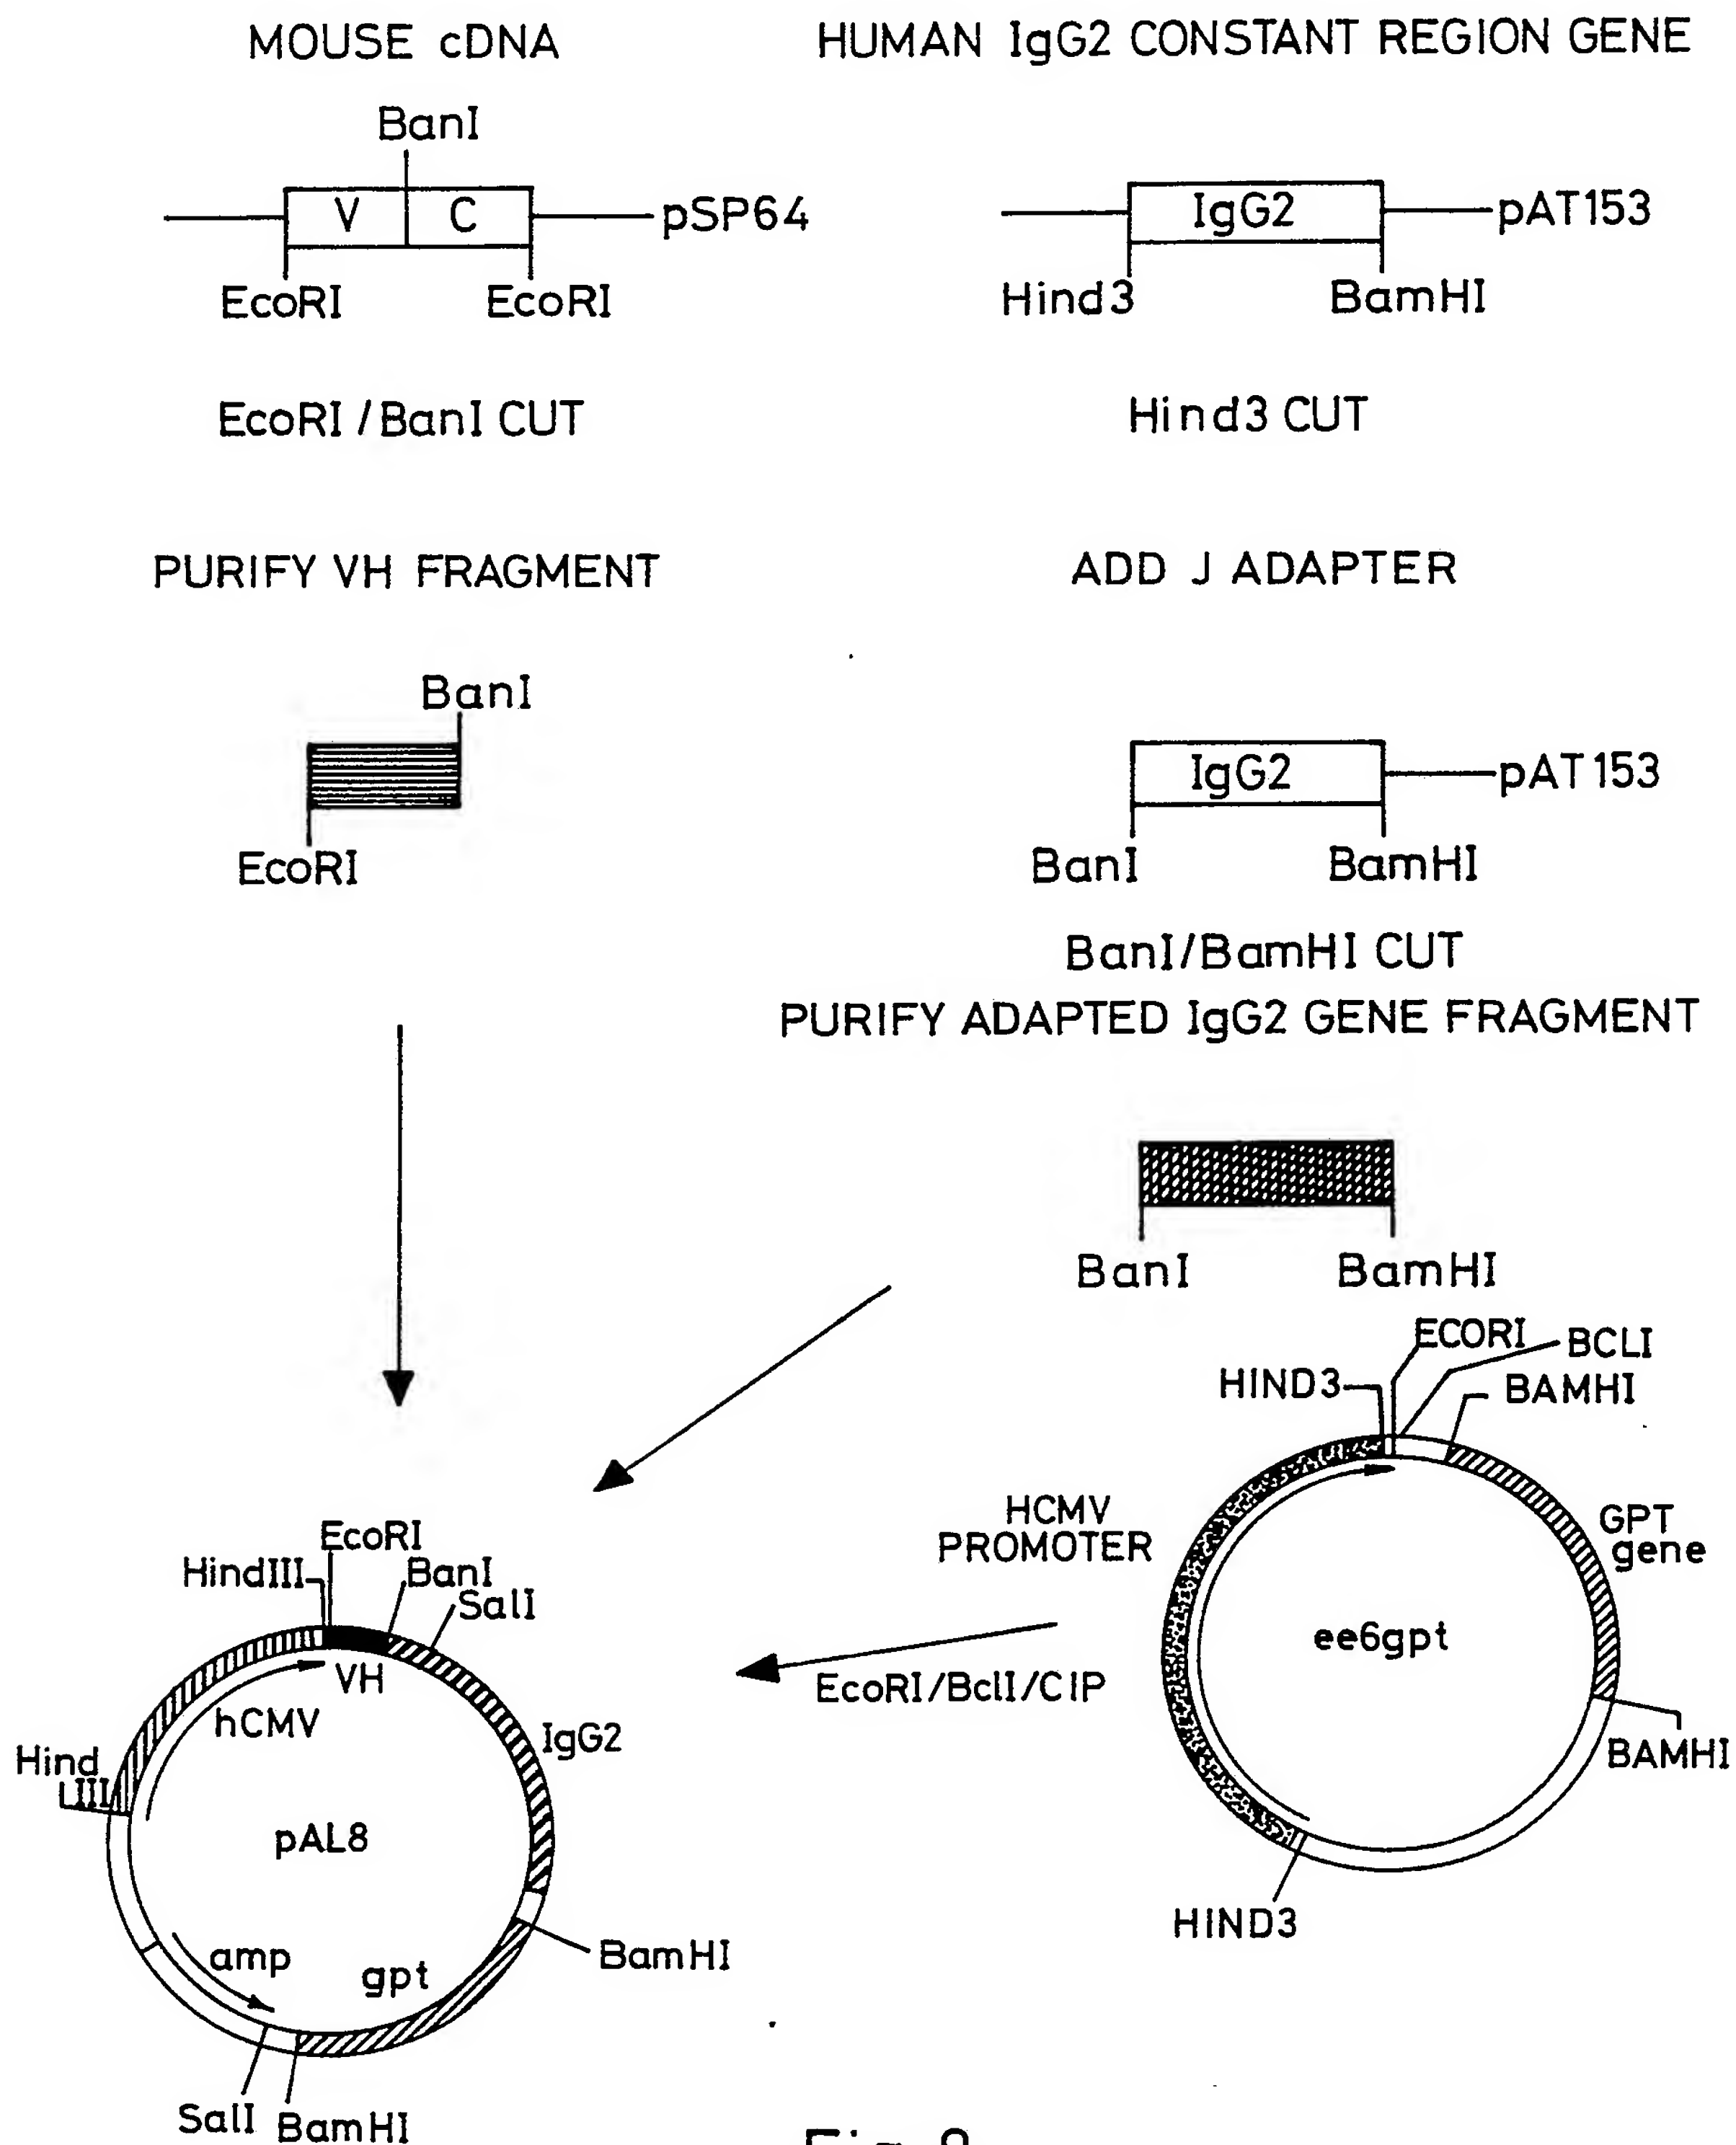 MOUSE cDNA
HUMAN IgG2 CONSTANT REGION GENE
BanI
V
C
pSP64
EcoRI
EcoRI
IgG2
pAT153
Hind3
BamHI
EcoRI/BanI CUT
Hind3 CUT
PURIFY VH FRAGMENT
ADD J ADAPTER
BanI
EcoRI
IgG2
pAT153
BanI
BamHI
BanI/BamHI CUT
PURIFY ADAPTED IgG2 GENE FRAGMENT
BanI
BamHI
ECORI
BCLI
HIND3
BAMHI
HCMV
PROMOTER
GPT
gene
ee6gpt
BAMHI
HIND3
EcoRI/BclI/CIP
EcoRI
HindIII
BanI
SalI
VH
hCMV
IgG2
Hind
III
pAL8
amp
gpt
BamHI
SalI
BamHI